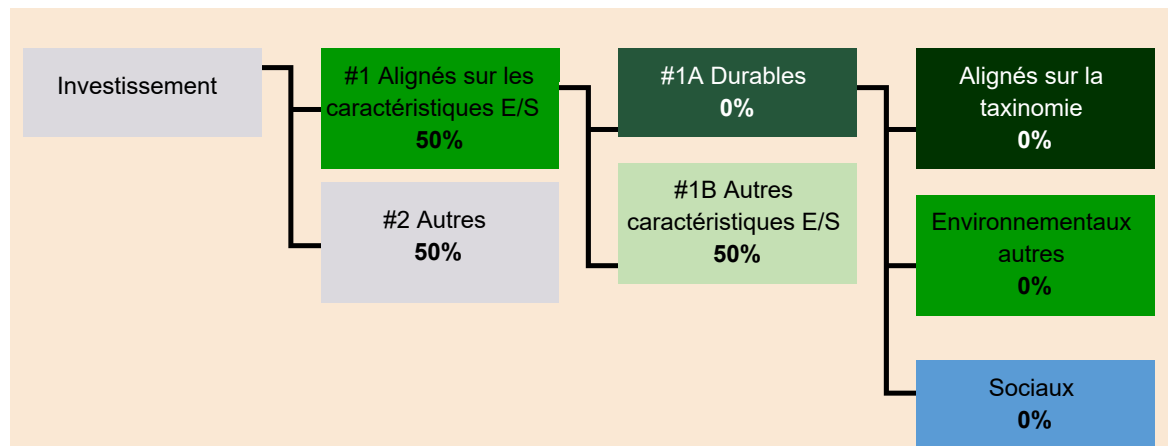 Investissement
#1 Alignés sur les
caractéristiques E/S
50%
#2 Autres
50%
#1A Durables
0%
#1B Autres
caractéristiques E/S
50%
Alignés sur la
taxinomie
0%
Environnementaux
autres
0%
Sociaux
0%